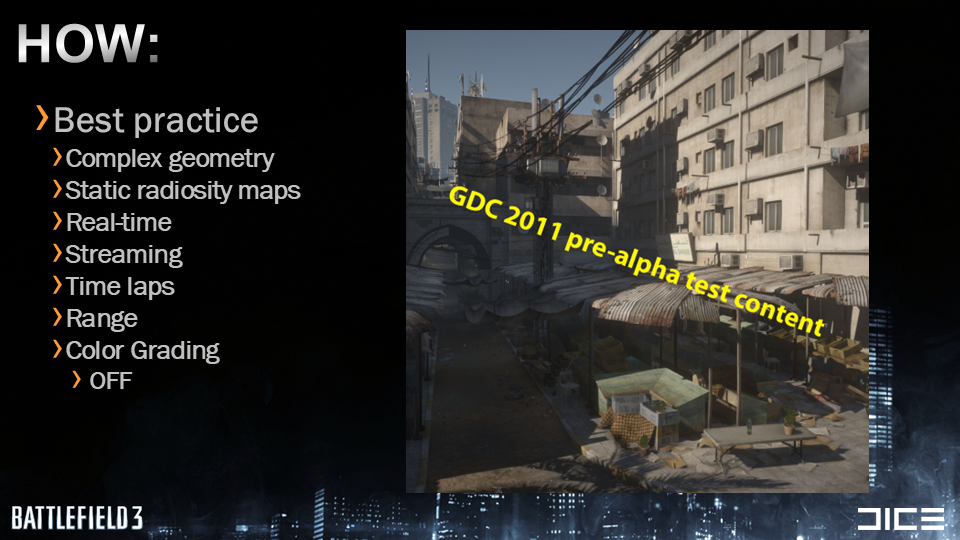 HOW:
Best practice
Complex geometry
Static radiosity maps
Real-time
Streaming
Time laps
Range
Color Grading
OFF
GDC 2011 pre-alpha test content
BATTLEFIELD 3
DICE